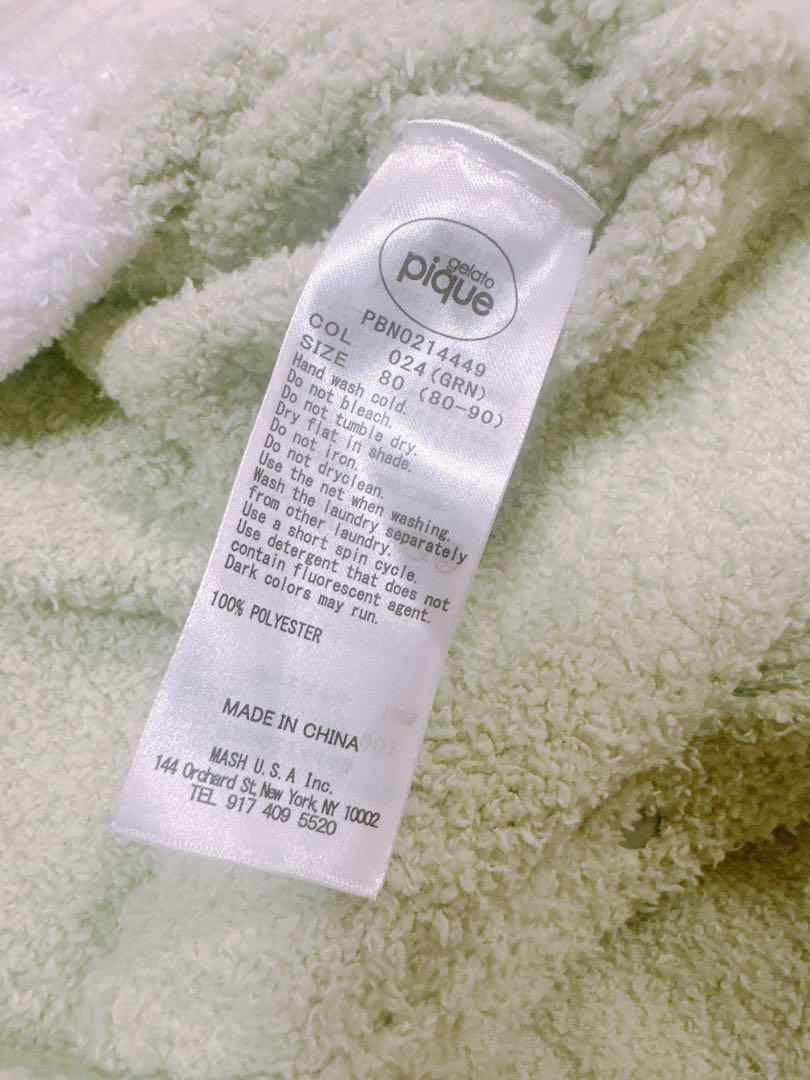 gelato
pique
PBN0214449
COL 024(GRN)
SIZE 80 (80-90)
Hand wash cold.
Do not bleach.
Do not tumble dry.
Dry flat in shade.
Do not iron.
Do not dryclean.
Use the net when washing.
Wash the laundry separately
from other laundry.
Use a short spin cycle.
Use detergent that does not
contain fluorescent agent.
Dark colors may run.
100% POLYESTER
MADE IN CHINA
MASH U.S.A Inc.
144 Orchard St, New York, NY 10002
TEL 917 409 5520